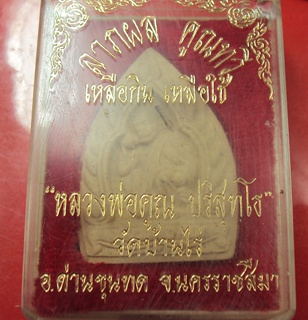 ลาภผล คูณทวี
เหลือกิน เหลือใช้
"หลวงพ่อคูณ ปริสุทโธ"
วัดบ้านไร่
อ.ด่านขุนทด จ.นครราชสีมา